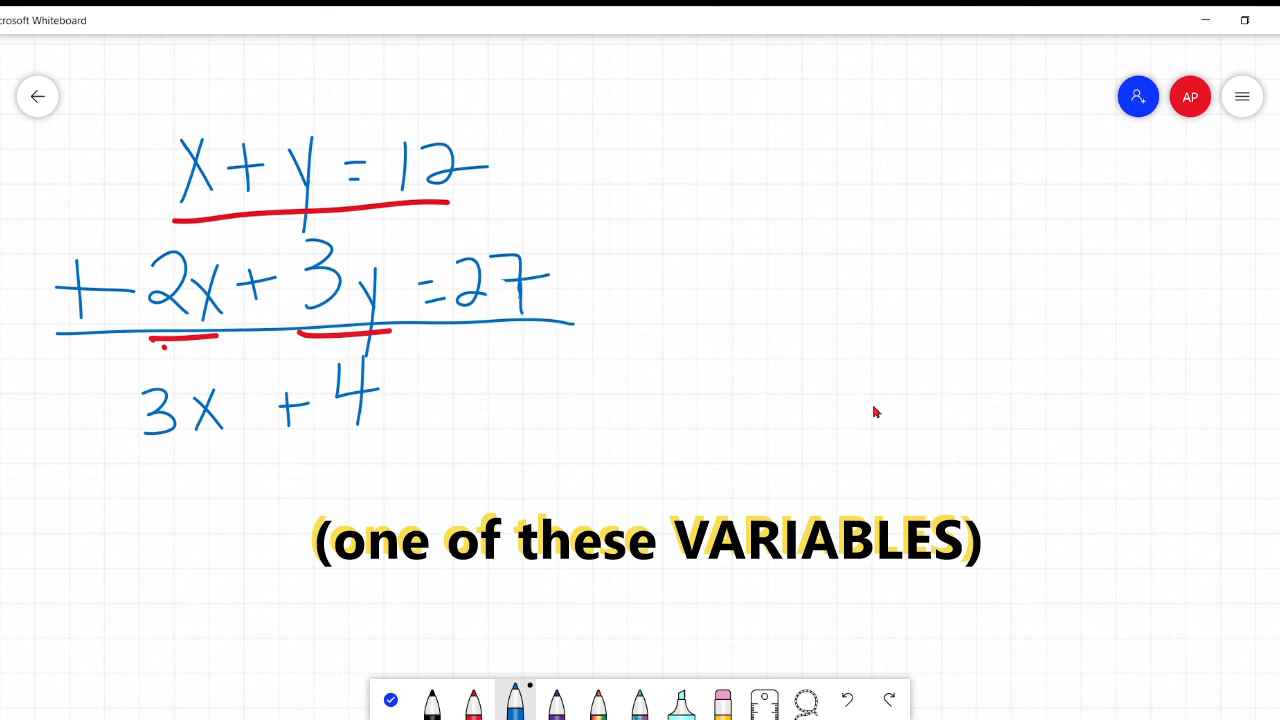 crosoft Whiteboard
AP
x + y = 12
+ 2x + 3y = 27
3x + 4
(one of these VARIABLES)